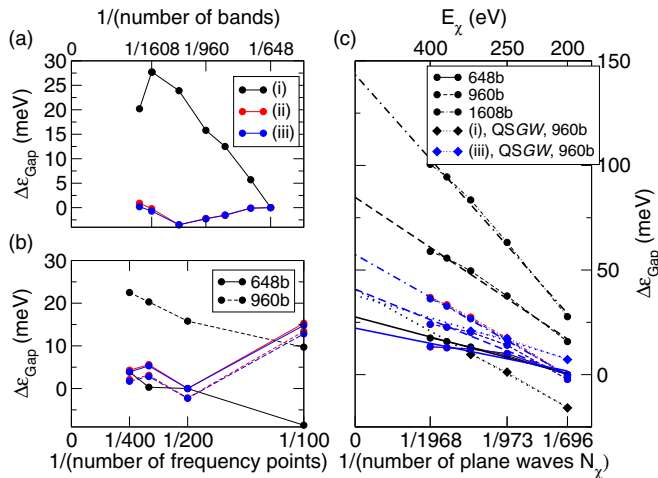 1/(number of bands)
(a)
0
1/1608
1/960
1/648
30
25
20
15
10
5
0
Δε_Gap (meV)
(i)
(ii)
(iii)
(b)
30
20
10
0
Δε_Gap (meV)
648b
960b
0
1/400
1/200
1/100
1/(number of frequency points)
E_χ (eV)
(c)
400
250
200
648b
960b
1608b
(i), QSGW, 960b
(iii), QSGW, 960b
150
100
50
0
Δε_Gap (meV)
0
1/1968
1/973
1/696
1/(number of plane waves N_χ)